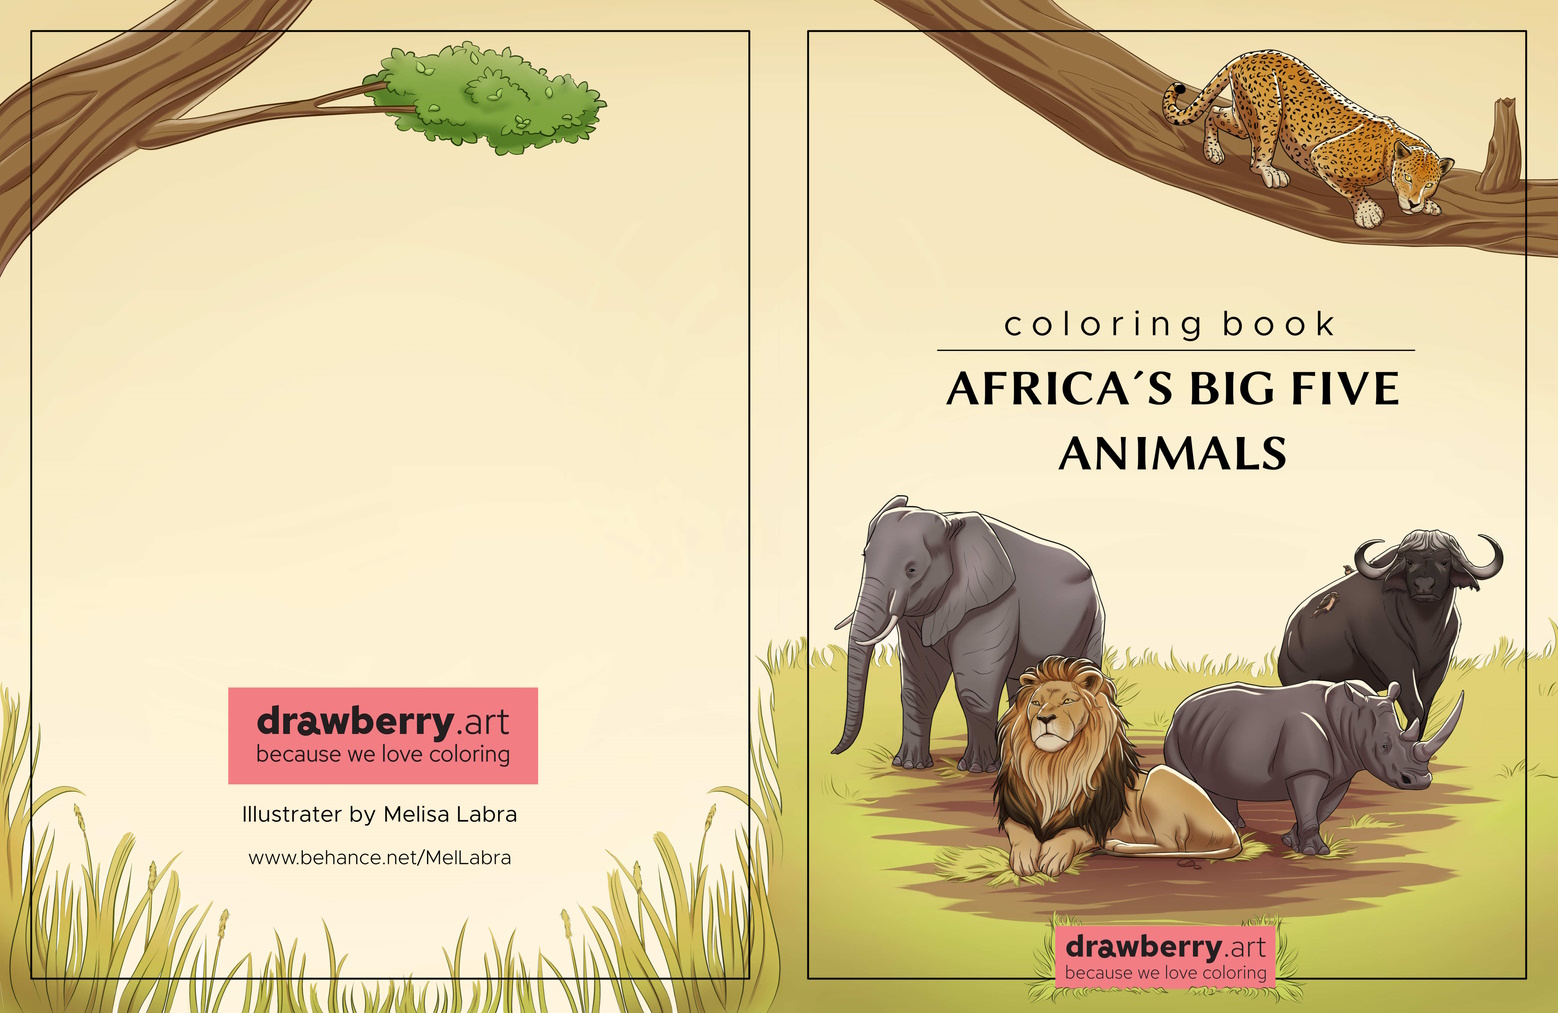 drawberry.art
because we love coloring
Illustrater by Melisa Labra
www.behance.net/MelLabra
coloring book
AFRICA´S BIG FIVE
ANIMALS
drawberry.art
because we love coloring